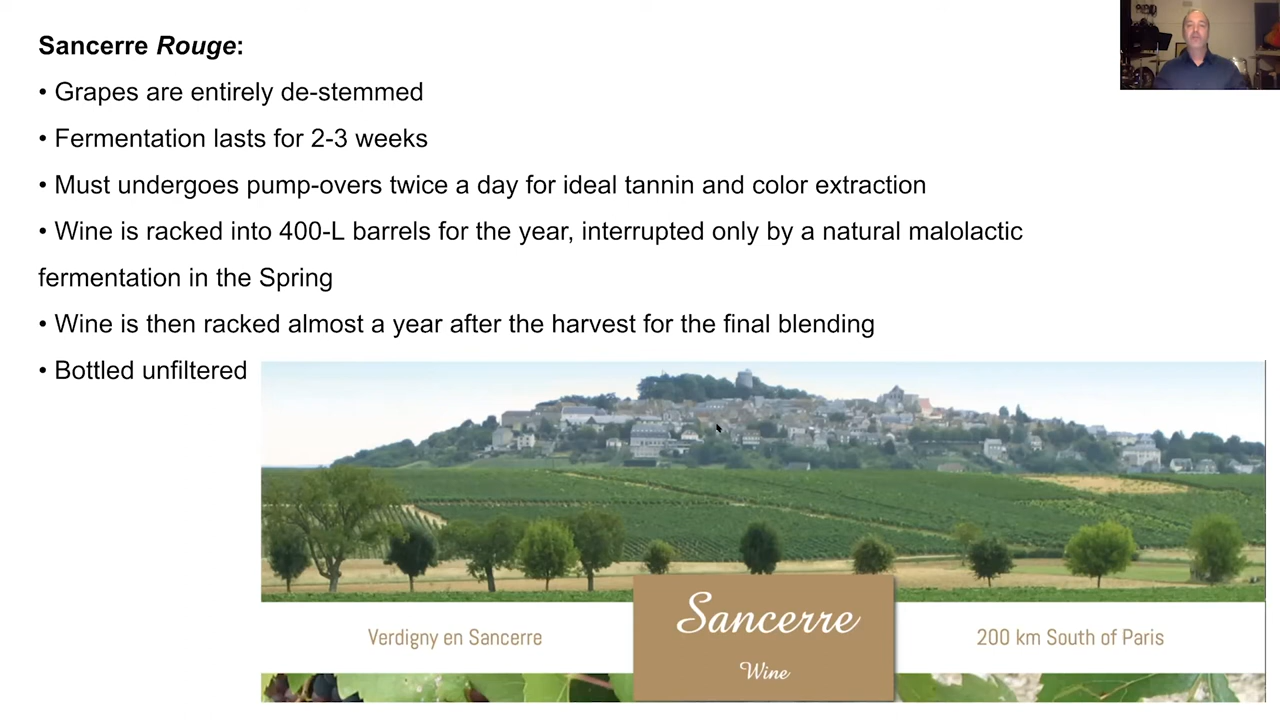 Sancerre Rouge:
• Grapes are entirely de-stemmed
• Fermentation lasts for 2-3 weeks
• Must undergoes pump-overs twice a day for ideal tannin and color extraction
• Wine is racked into 400-L barrels for the year, interrupted only by a natural malolactic
fermentation in the Spring
• Wine is then racked almost a year after the harvest for the final blending
• Bottled unfiltered
Verdigny en Sancerre
Sancerre
Wine
200 km South of Paris